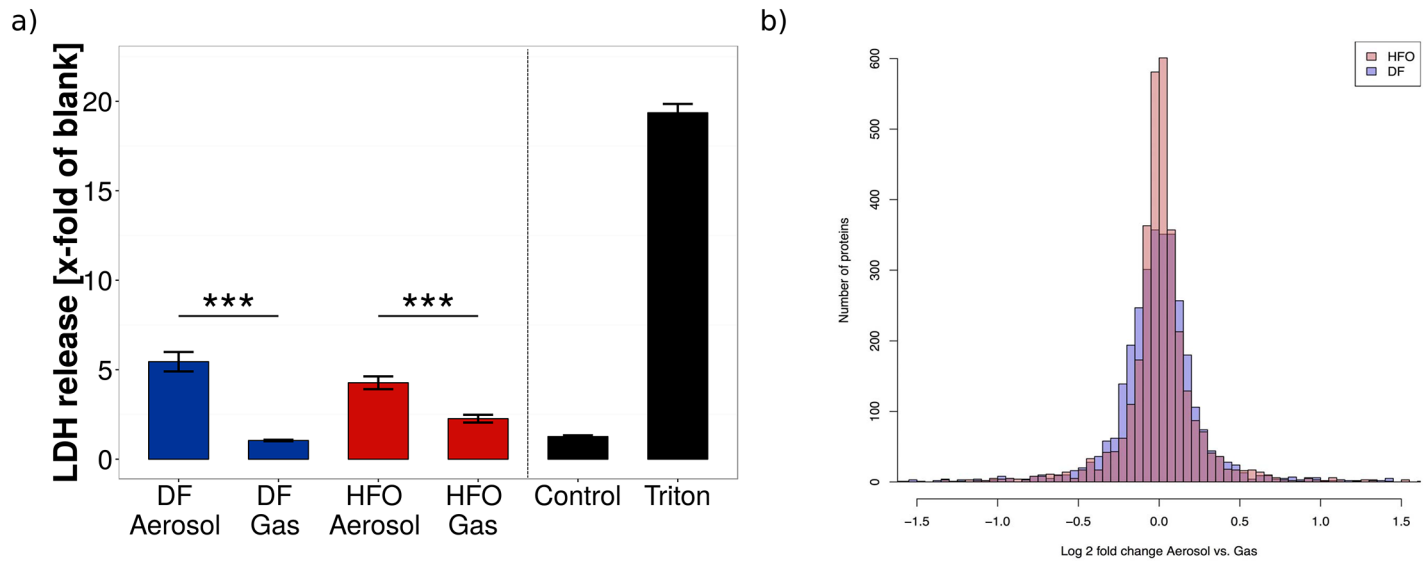 a)
LDH release [x-fold of blank]
20
15
10
5
0
***
***
DF Aerosol
DF Gas
HFO Aerosol
HFO Gas
Control
Triton
b)
HFO
DF
Number of proteins
600
500
400
300
200
100
0
−1.5
−1.0
−0.5
0.0
0.5
1.0
1.5
Log 2 fold change Aerosol vs. Gas